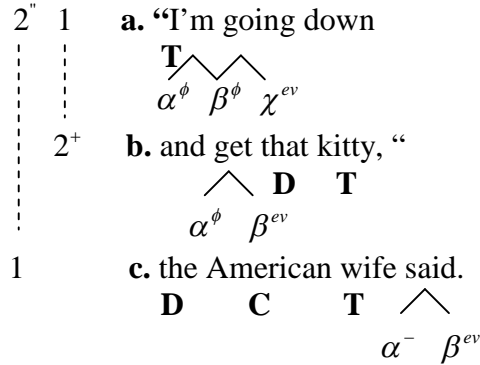 2" 1 a. “I’m going down
T
α^ϕ β^ϕ χ^ev
2^+ b. and get that kitty, “
D T
α^ϕ β^ev
1 c. the American wife said.
D C T
α^− β^ev